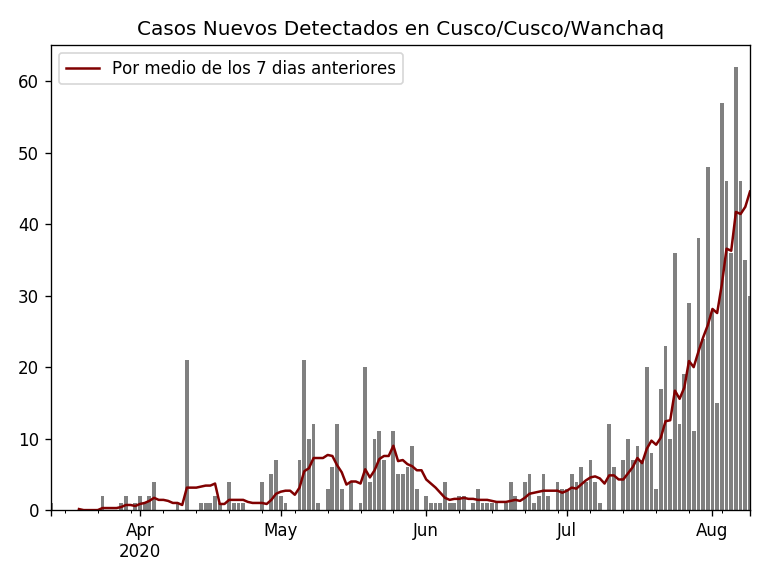 Casos Nuevos Detectados en Cusco/Cusco/Wanchaq
Por medio de los 7 dias anteriores
60
50
40
30
20
10
0
Apr
2020
May
Jun
Jul
Aug